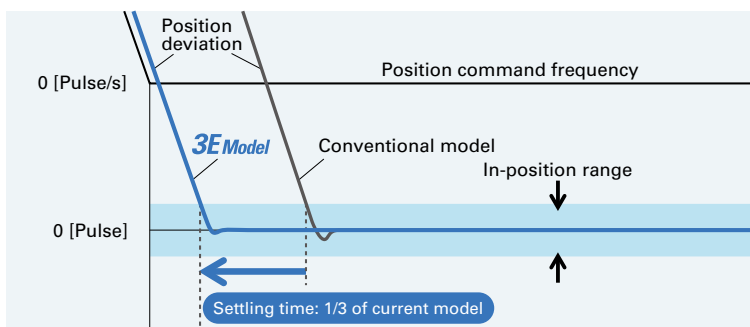 Position
deviation
Position command frequency
0 [Pulse/s]
3E Model
Conventional model
In-position range
0 [Pulse]
Settling time: 1/3 of current model